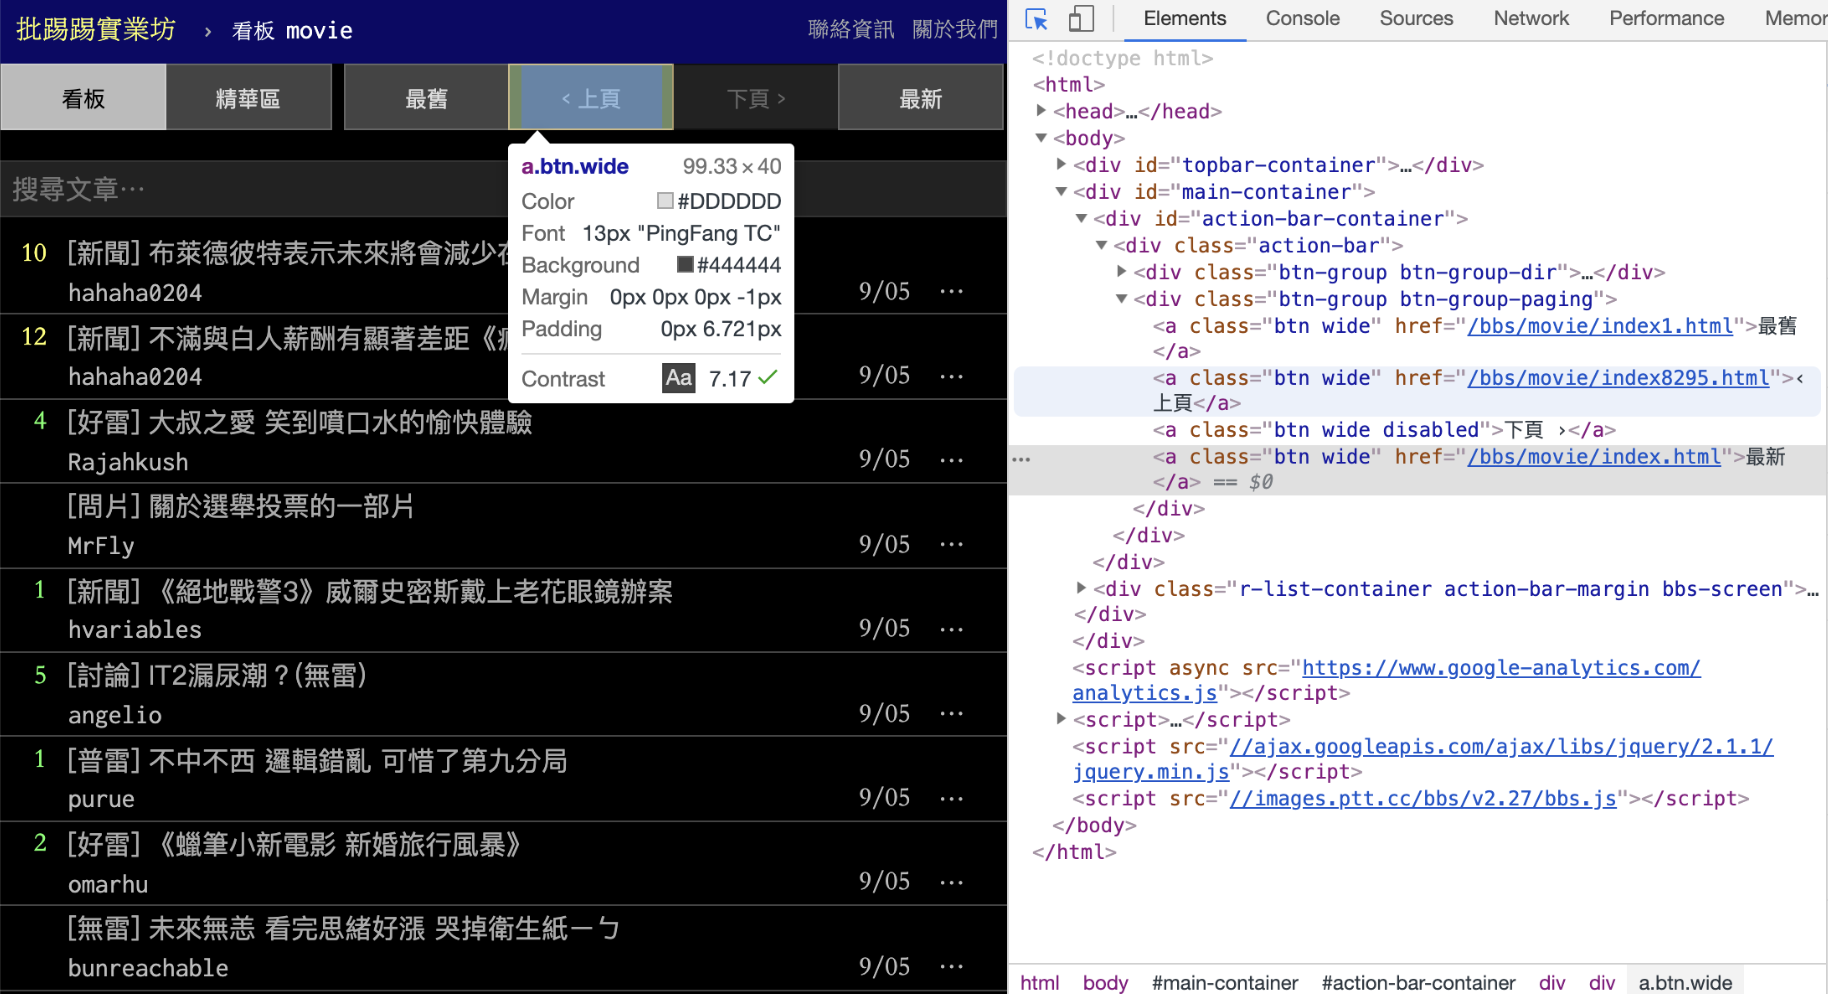 批踢踢實業坊 › 看板 movie 聯絡資訊 關於我們
看板 精華區 最舊 ‹ 上頁 下頁 › 最新
搜尋文章⋯
a.btn.wide 99.33 × 40
Color #DDDDDD
Font 13px "PingFang TC"
Background #444444
Margin 0px 0px 0px -1px
Padding 0px 6.721px
Contrast Aa 7.17
10 [新聞] 布萊德彼特表示未來將會減少在
hahaha0204 9/05 ⋯
12 [新聞] 不滿與白人薪酬有顯著差距《瘋
hahaha0204 9/05 ⋯
4 [好雷] 大叔之愛 笑到噴口水的愉快體驗
Rajahkush 9/05 ⋯
[問片] 關於選舉投票的一部片
MrFly 9/05 ⋯
1 [新聞] 《絕地戰警3》威爾史密斯戴上老花眼鏡辦案
hvariables 9/05 ⋯
5 [討論] IT2漏尿潮？(無雷)
angelio 9/05 ⋯
1 [普雷] 不中不西 邏輯錯亂 可惜了第九分局
purue 9/05 ⋯
2 [好雷] 《蠟筆小新電影 新婚旅行風暴》
omarhu 9/05 ⋯
[無雷] 未來無恙 看完思緒好漲 哭掉衛生紙ㄧㄅ
bunreachable 9/05 ⋯
Elements Console Sources Network Performance Memor
<!doctype html>
<html>
<head>…</head>
<body>
<div id="topbar-container">…</div>
<div id="main-container">
<div id="action-bar-container">
<div class="action-bar">
<div class="btn-group btn-group-dir">…</div>
<div class="btn-group btn-group-paging">
<a class="btn wide" href="/bbs/movie/index1.html">最舊
</a>
<a class="btn wide" href="/bbs/movie/index8295.html">‹
上頁</a>
<a class="btn wide disabled">下頁 ›</a>
<a class="btn wide" href="/bbs/movie/index.html">最新
</a> == $0
</div>
</div>
</div>
<div class="r-list-container action-bar-margin bbs-screen">…
</div>
</div>
<script async src="https://www.google-analytics.com/
analytics.js"></script>
<script>…</script>
<script src="//ajax.googleapis.com/ajax/libs/jquery/2.1.1/
jquery.min.js"></script>
<script src="//images.ptt.cc/bbs/v2.27/bbs.js"></script>
</body>
</html>
html body #main-container #action-bar-container div div a.btn.wide